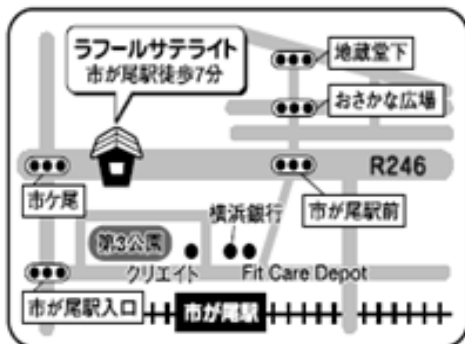 ラフールサテライト
市が尾駅徒歩7分
地蔵堂下
おさかな広場
R246
市ケ尾
市が尾駅前
横浜銀行
第3公園
クリエイト
Fit Care Depot
市が尾駅入口
市が尾駅